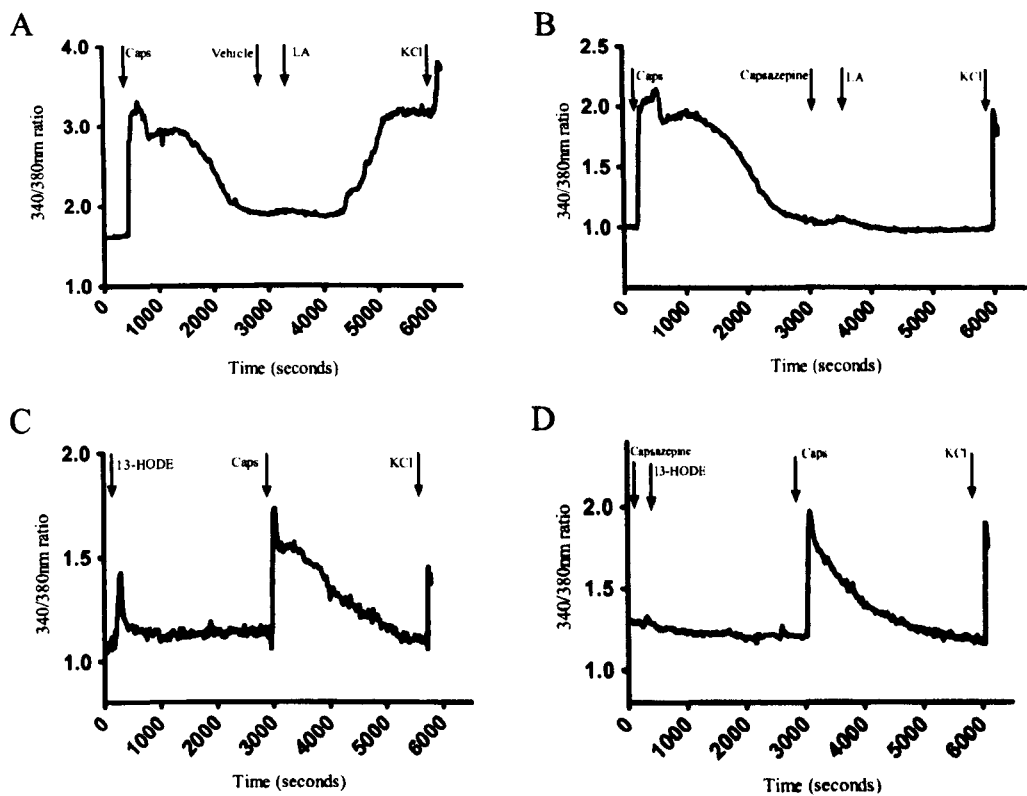 A
Caps
Vehicle
LA
KCl
4.0
3.0
2.0
1.0
340/380nm ratio
0
1000
2000
3000
4000
5000
6000
Time (seconds)
B
Caps
Capsazepine
LA
KCl
2.5
2.0
1.5
1.0
340/380nm ratio
0
1000
2000
3000
4000
5000
6000
Time (seconds)
C
13-HODE
Caps
KCl
2.0
1.5
1.0
340/380nm ratio
0
1000
2000
3000
4000
5000
6000
Time (seconds)
D
Capsazepine
13-HODE
Caps
KCl
2.0
1.5
1.0
340/380nm ratio
0
1000
2000
3000
4000
5000
6000
Time (seconds)